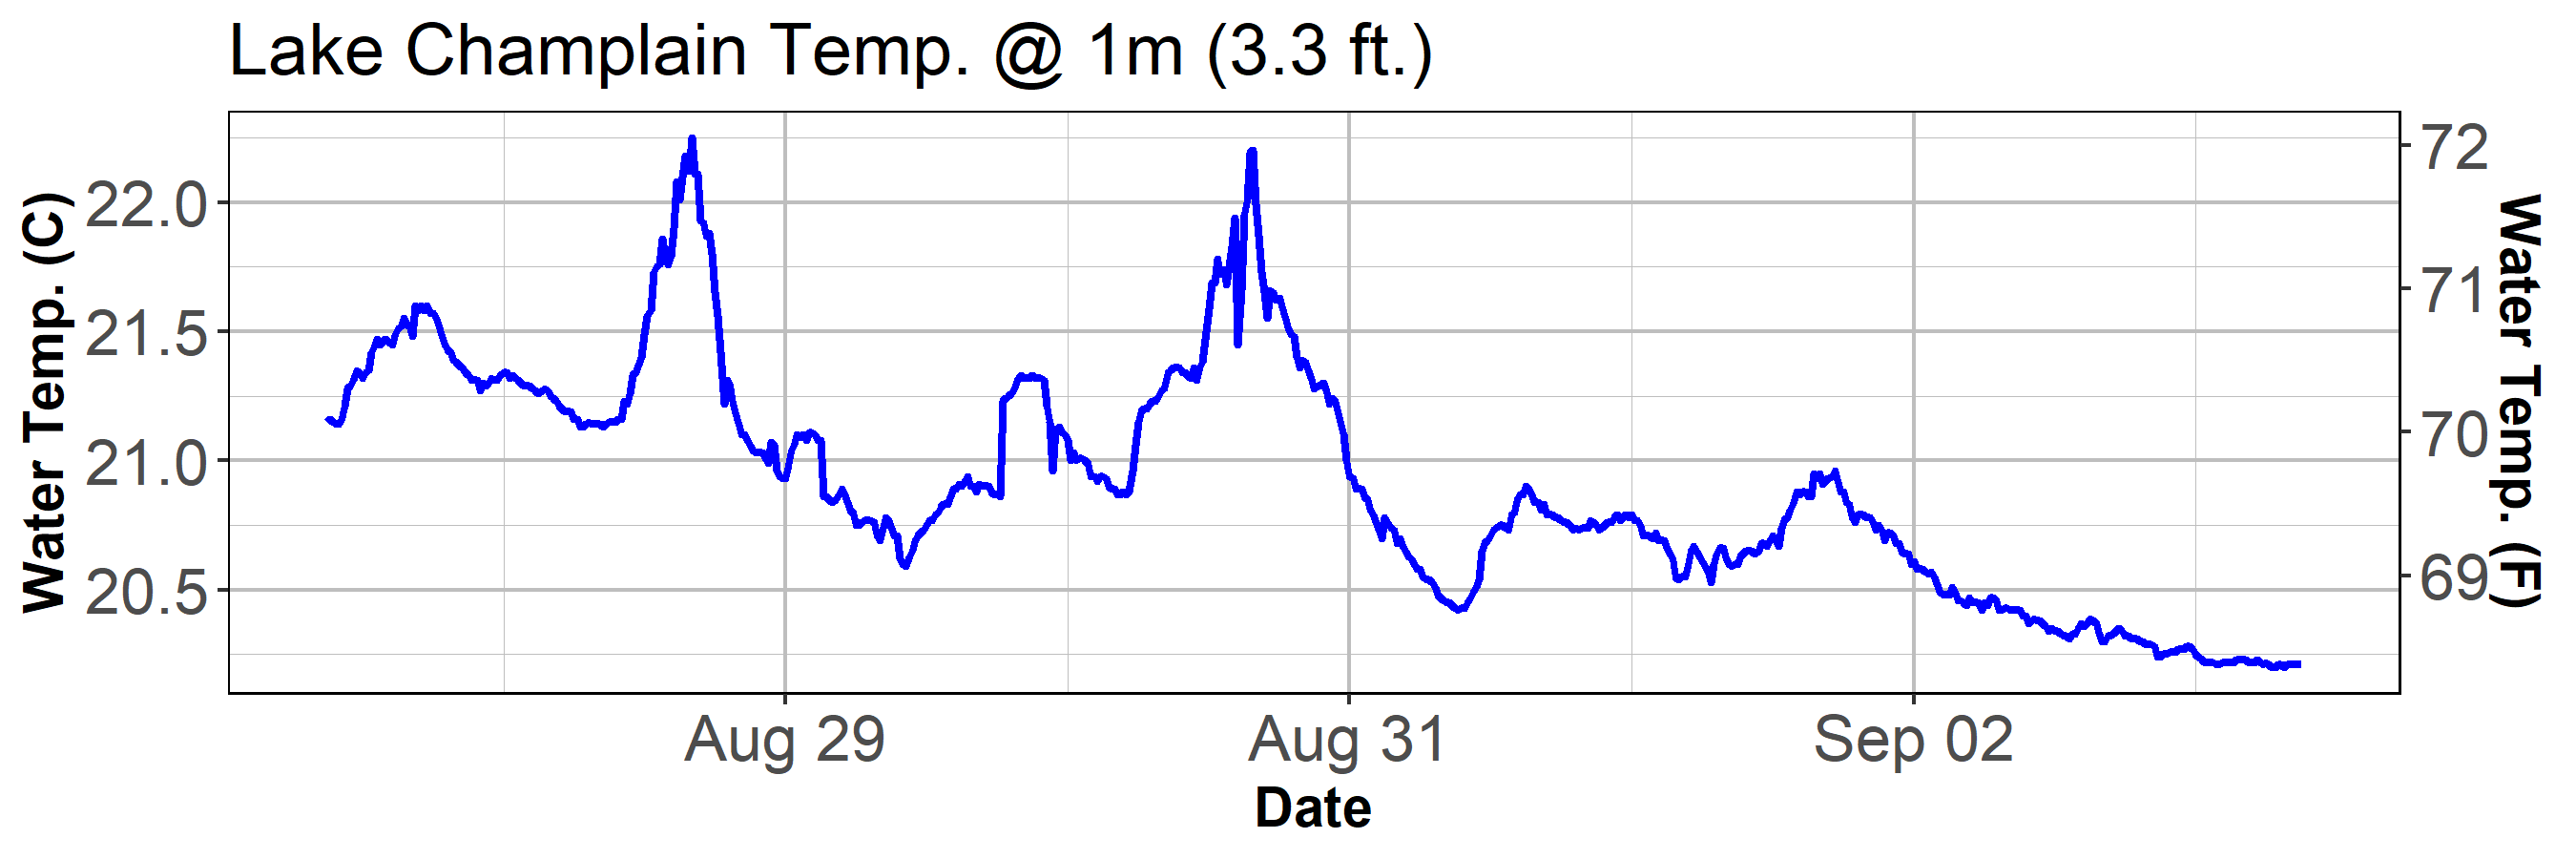 Lake Champlain Temp. @ 1m (3.3 ft.)
Water Temp. (C)
22.0
21.5
21.0
20.5
72
71
70
69
Water Temp. (F)
Aug 29
Aug 31
Sep 02
Date